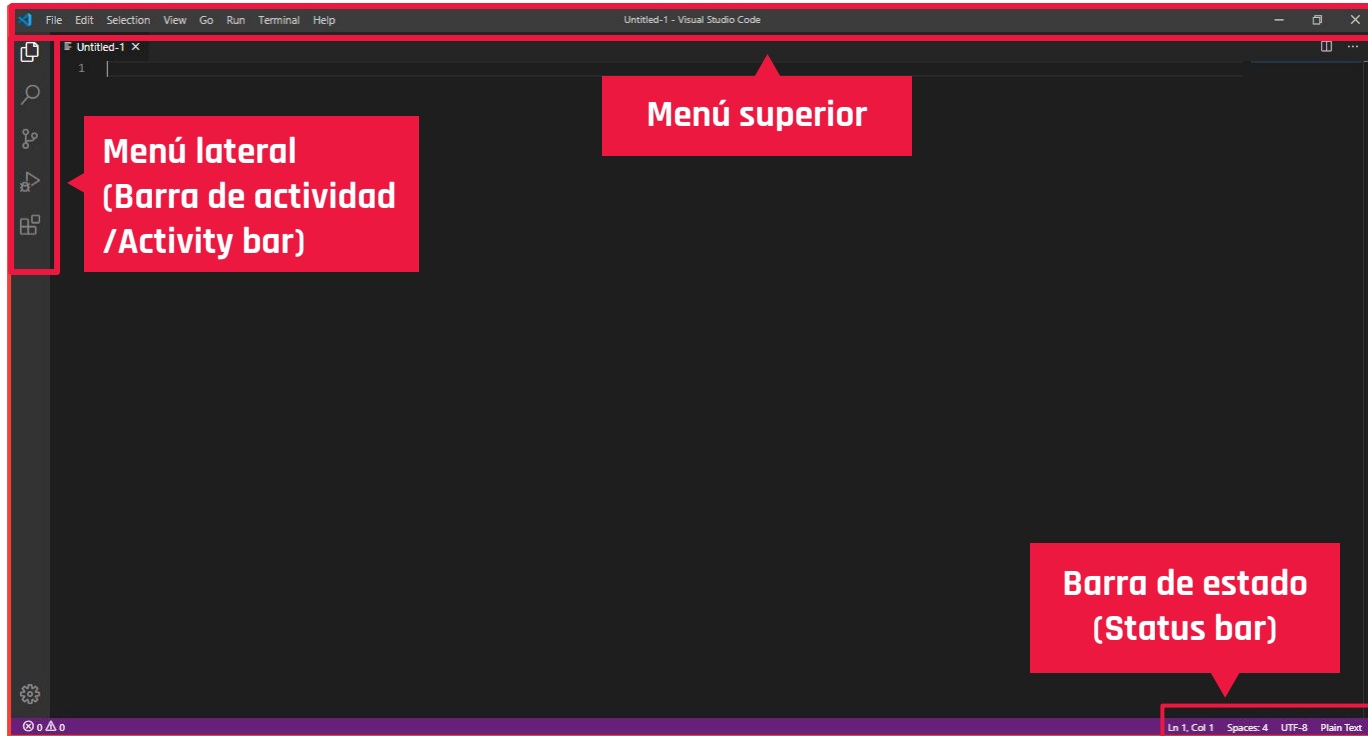 File Edit Selection View Go Run Terminal Help Untitled-1 - Visual Studio Code
Untitled-1
1
Menú superior
Menú lateral
(Barra de actividad
/Activity bar)
Barra de estado
(Status bar)
0 0 Ln 1, Col 1 Spaces: 4 UTF-8 Plain Text